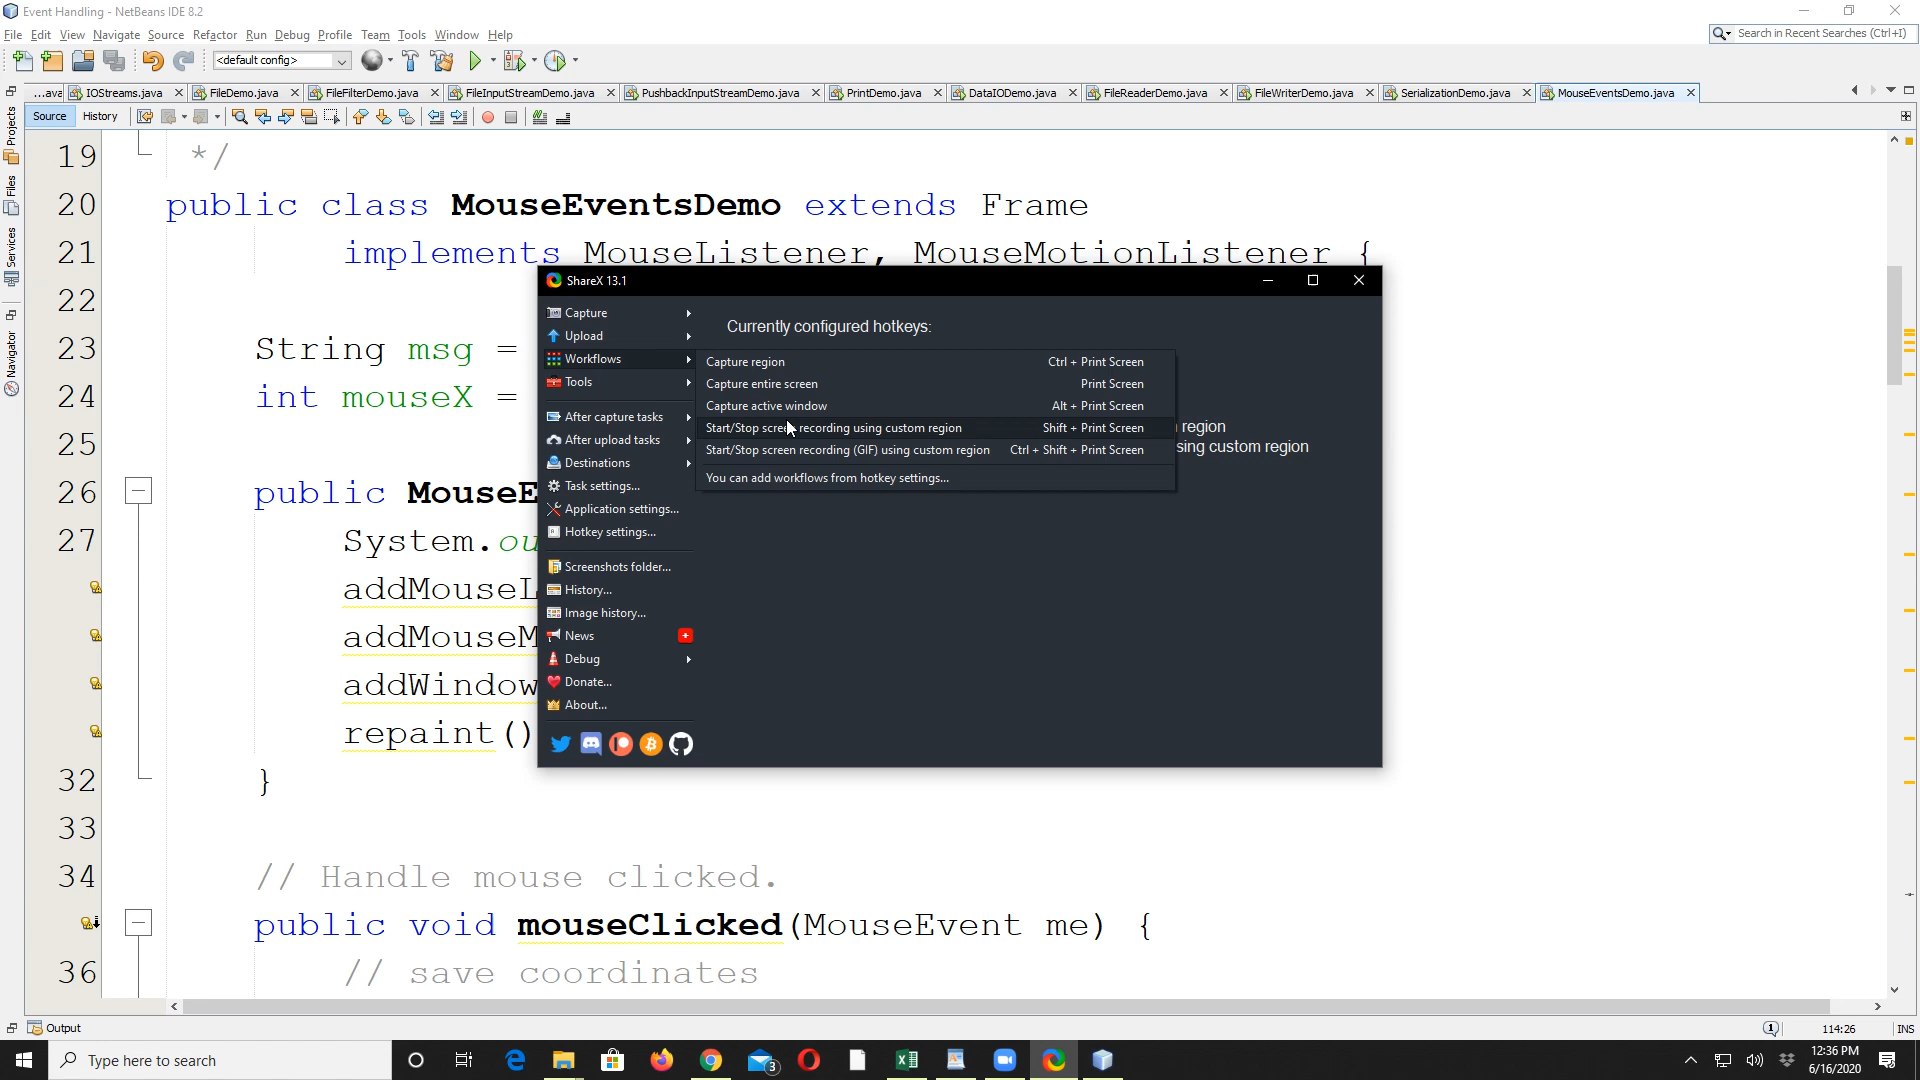 Event Handling - NetBeans IDE 8.2
File Edit View Navigate Source Refactor Run Debug Profile Team Tools Window Help
Search in Recent Searches (Ctrl+I)
<default config>
...ava IOStreams.java FileDemo.java FileFilterDemo.java FileInputStreamDemo.java PushbackInputStreamDemo.java PrintDemo.java DataIODemo.java FileReaderDemo.java FileWriterDemo.java SerializationDemo.java MouseEventsDemo.java
Source History
Projects
Files
Services
Navigator
19 */
20 public class MouseEventsDemo extends Frame
21 implements MouseListener, MouseMotionListener {
22
23 String msg =
24 int mouseX =
25
26 public MouseE
27 System.ou
addMouseL
addMouseM
addWindow
repaint()
32 }
33
34 // Handle mouse clicked.
public void mouseClicked(MouseEvent me) {
36 // save coordinates
ShareX 13.1
Capture
Upload
Workflows
Tools
After capture tasks
After upload tasks
Destinations
Task settings...
Application settings...
Hotkey settings...
Screenshots folder...
History...
Image history...
News +
Debug
Donate...
About...
Currently configured hotkeys:
Capture region Ctrl + Print Screen
Capture entire screen Print Screen
Capture active window Alt + Print Screen
Start/Stop screen recording using custom region Shift + Print Screen
Start/Stop screen recording (GIF) using custom region Ctrl + Shift + Print Screen
You can add workflows from hotkey settings...
region
sing custom region
Output
1 114:26 INS
Type here to search
3
12:36 PM
6/16/2020